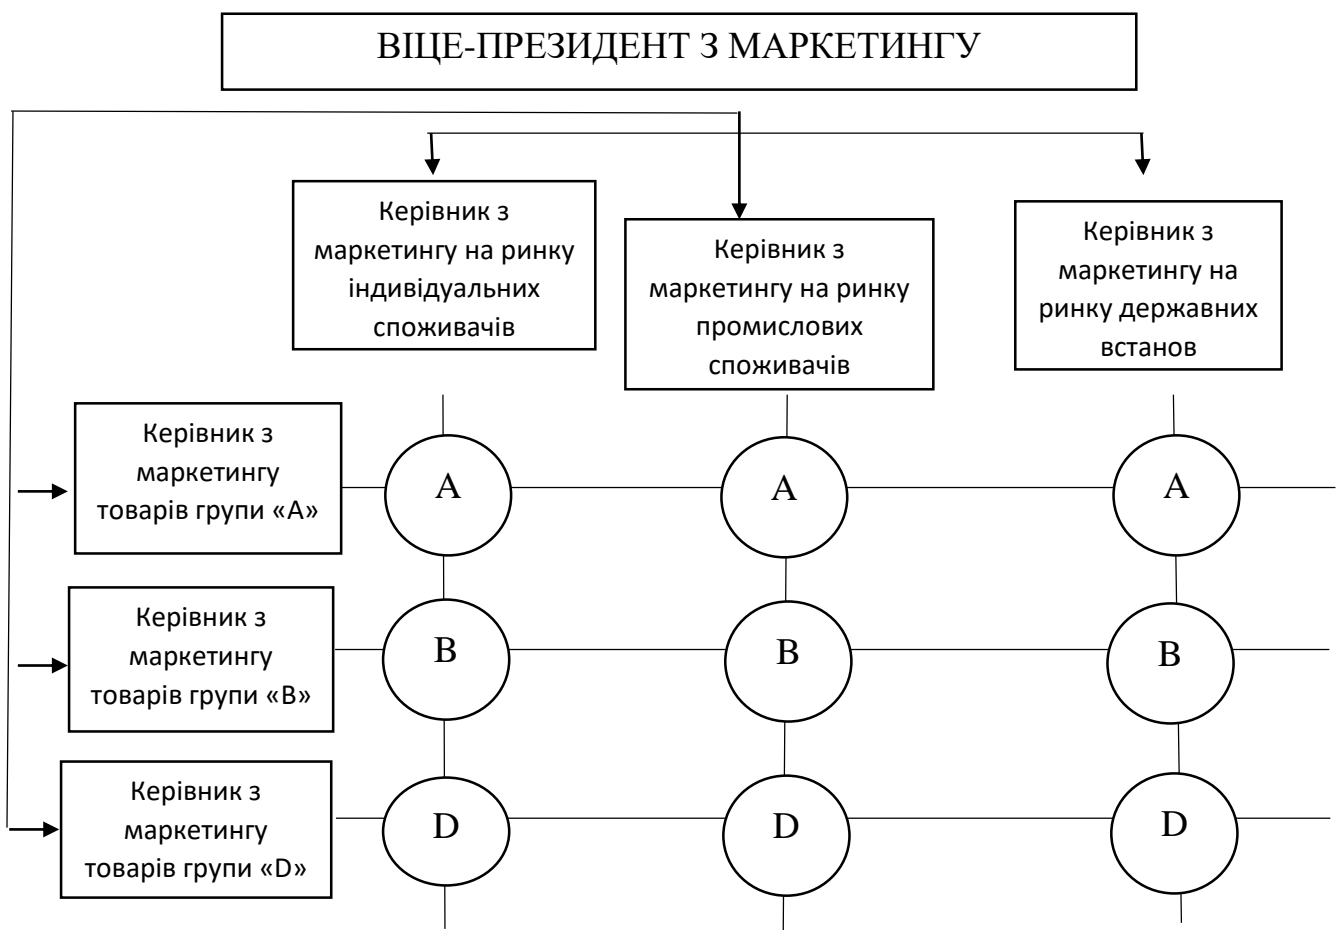 ВІЦЕ-ПРЕЗИДЕНТ З МАРКЕТИНГУ
Керівник з
маркетингу на ринку
індивідуальних
споживачів
Керівник з
маркетингу на ринку
промислових
споживачів
Керівник з
маркетингу на
ринку державних
встанов
Керівник з
маркетингу
товарів групи «А»
А
А
А
Керівник з
маркетингу
товарів групи «В»
В
В
В
Керівник з
маркетингу
товарів групи «D»
D
D
D